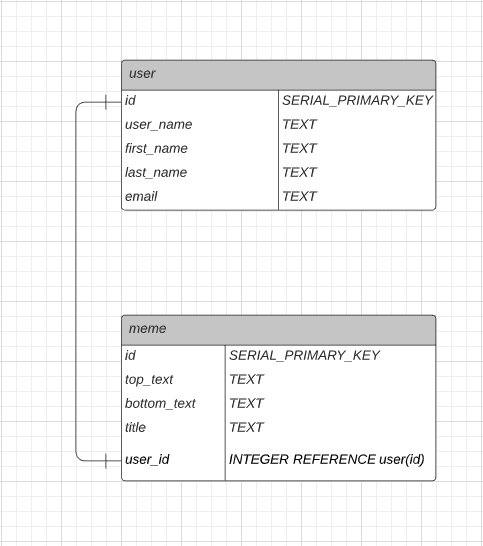 user
id SERIAL_PRIMARY_KEY
user_name TEXT
first_name TEXT
last_name TEXT
email TEXT
meme
id SERIAL_PRIMARY_KEY
top_text TEXT
bottom_text TEXT
title TEXT
user_id INTEGER REFERENCE user(id)